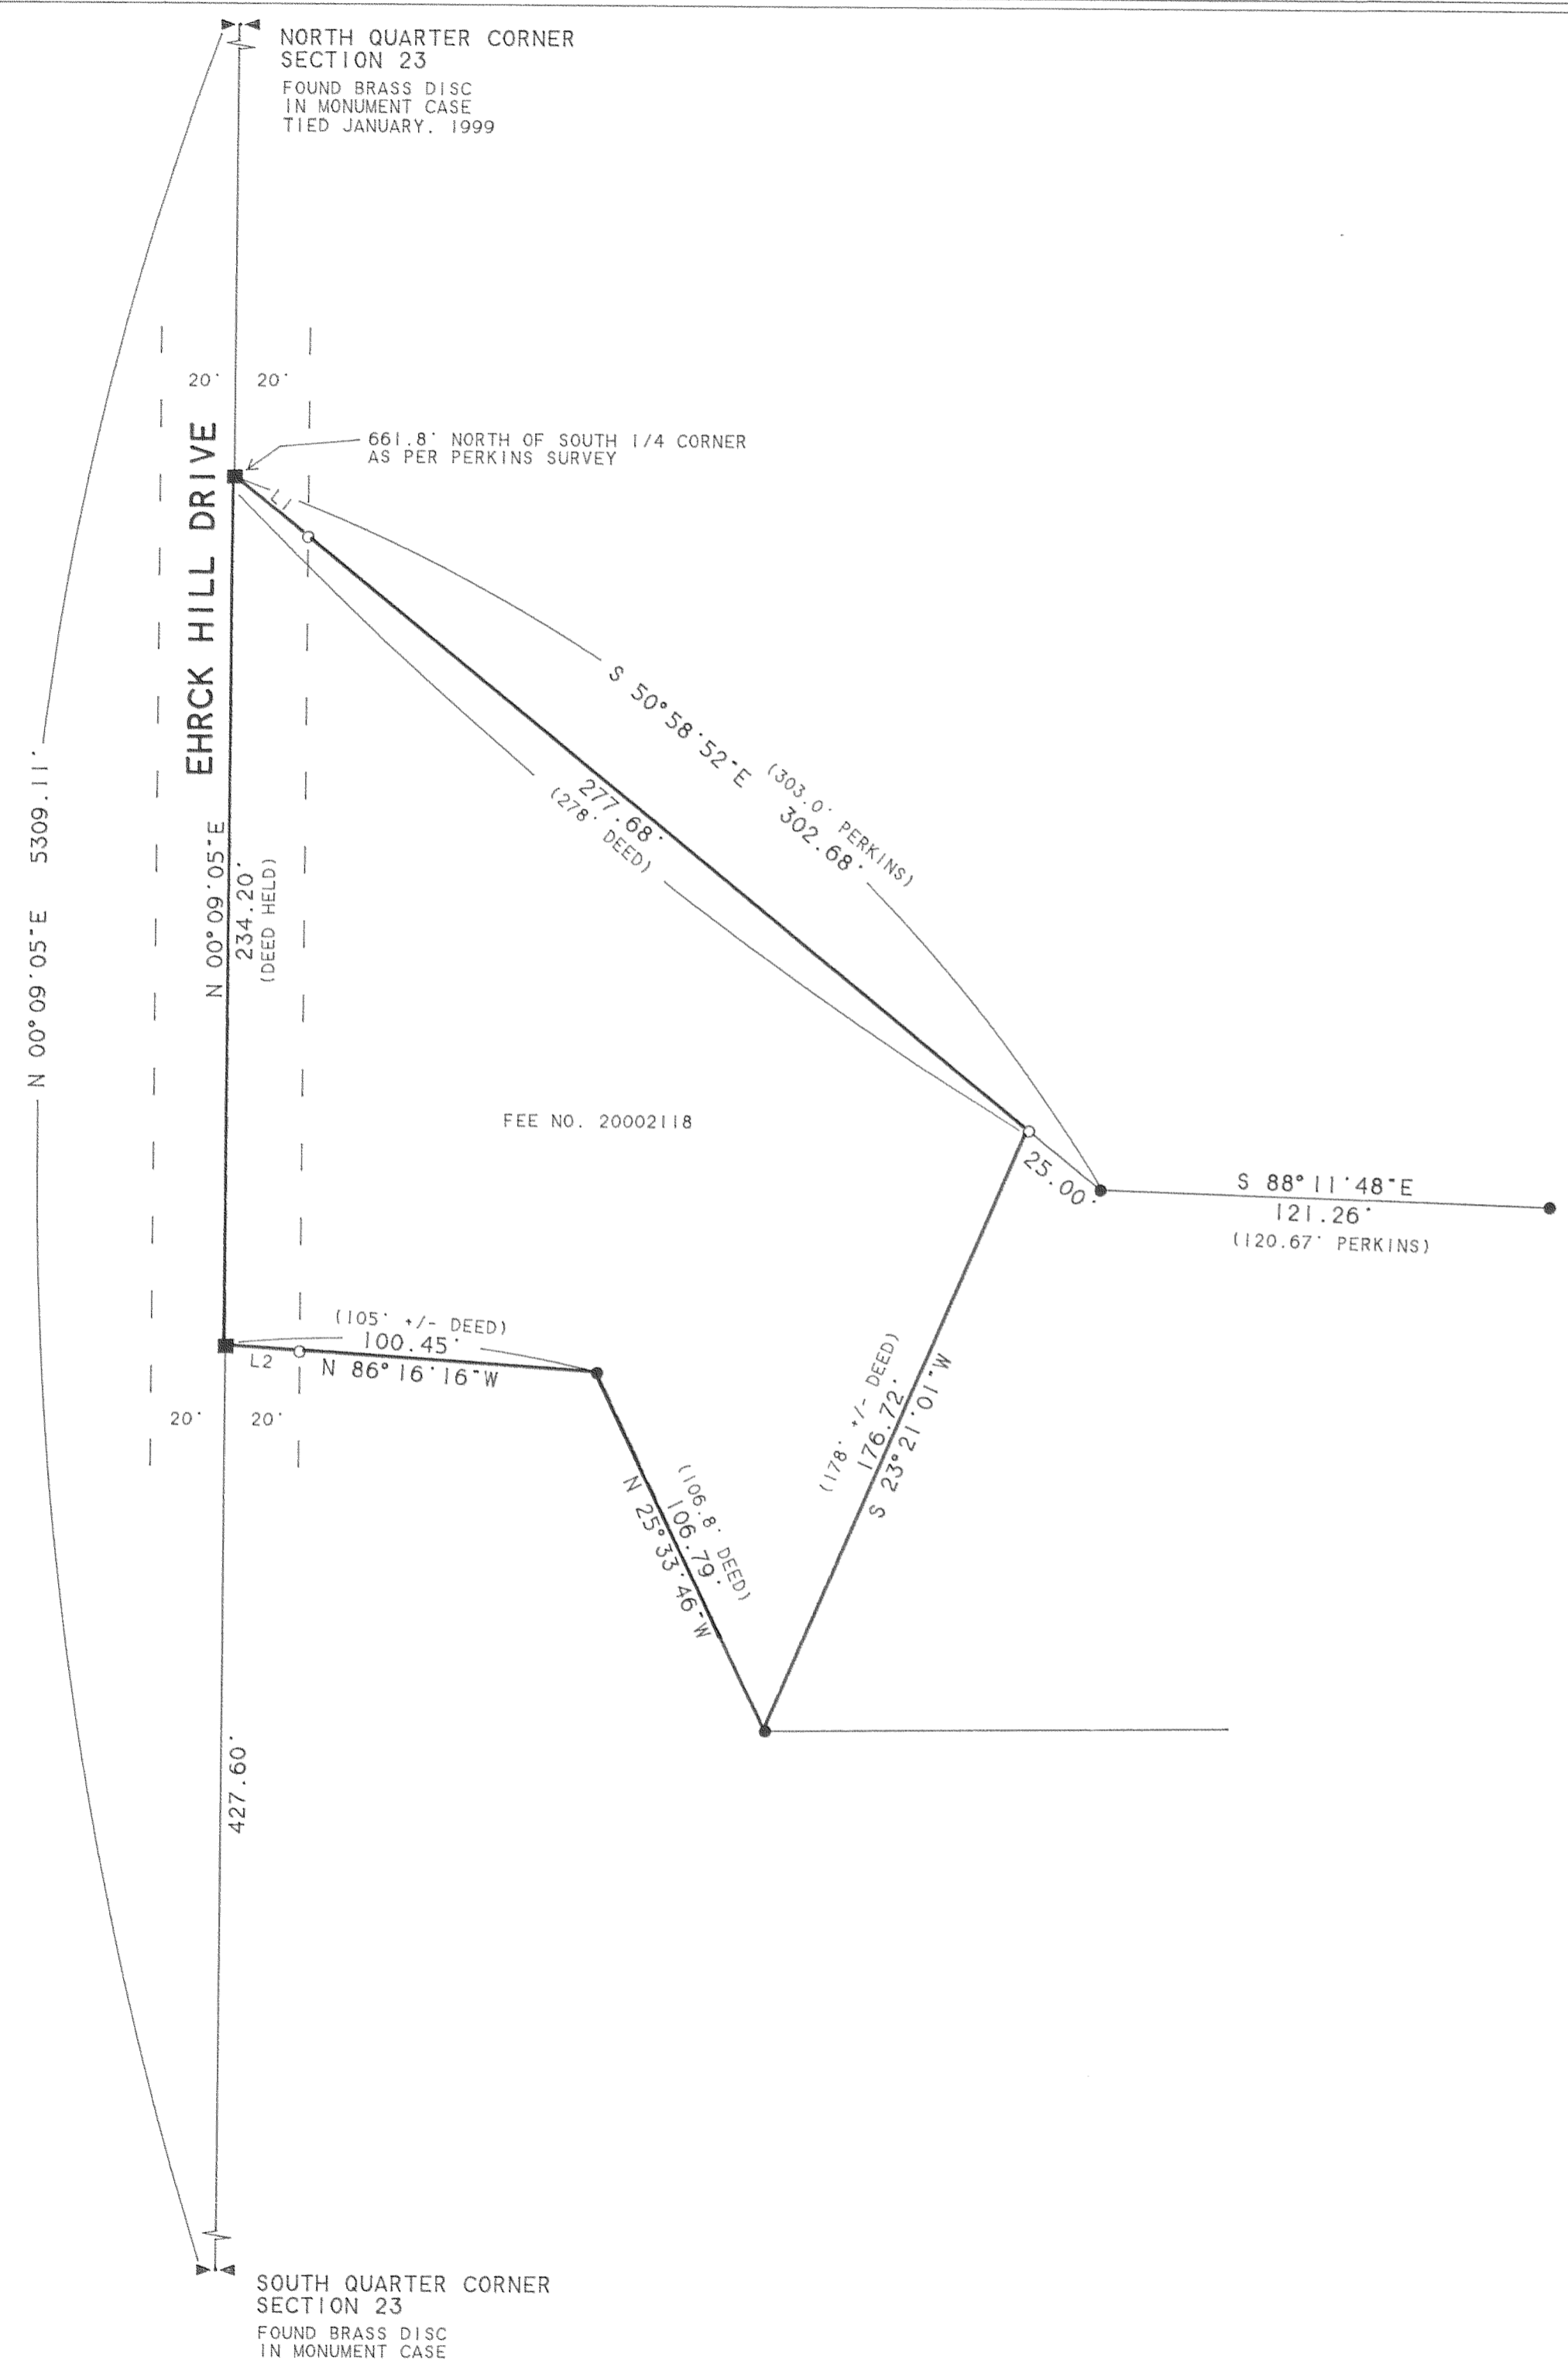 NORTH QUARTER CORNER
SECTION 23
FOUND BRASS DISC
IN MONUMENT CASE
TIED JANUARY. 1999
20' 20'
661.8' NORTH OF SOUTH 1/4 CORNER
AS PER PERKINS SURVEY
EHRCK HILL DRIVE
L1
S 50°58'52"E 302.68'
(303.0' PERKINS)
277.68'
(278' DEED)
N 00°09'05"E 5309.11'
N 00°09'05"E
234.20'
(DEED HELD)
FEE NO. 20002118
25.00'
S 88°11'48"E
121.26'
(120.67' PERKINS)
(105' +/- DEED)
100.45'
L2
N 86°16'16"W
20' 20'
(178' +/- DEED)
176.72'
S 23°21'01"W
(106.8' DEED)
106.79'
N 25°33'46"W
427.60'
SOUTH QUARTER CORNER
SECTION 23
FOUND BRASS DISC
IN MONUMENT CASE